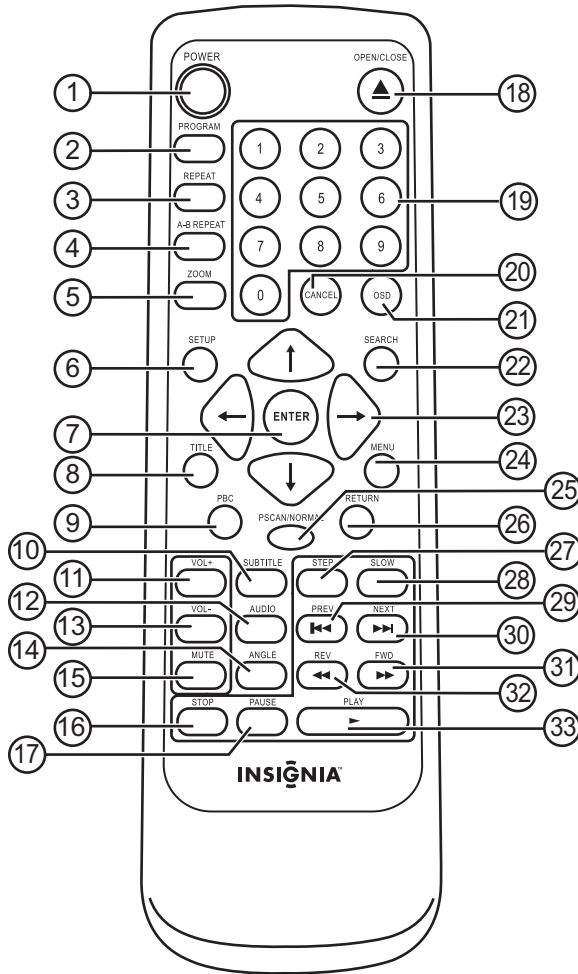 POWER
OPEN/CLOSE
1
18
PROGRAM
2
1
2
3
REPEAT
3
4
5
6
19
A-B REPEAT
4
7
8
9
20
ZOOM
5
0
CANCEL
OSD
21
SETUP
SEARCH
6
22
ENTER
7
23
TITLE
MENU
8
24
PBC
PSCAN/NORMAL
RETURN
25
9
26
10
VOL+
SUBTITLE
STEP
SLOW
27
11
28
12
VOL-
AUDIO
PREV
NEXT
29
13
30
14
MUTE
ANGLE
REV
FWD
31
15
32
STOP
PAUSE
PLAY
16
33
17
INSIGNIA™